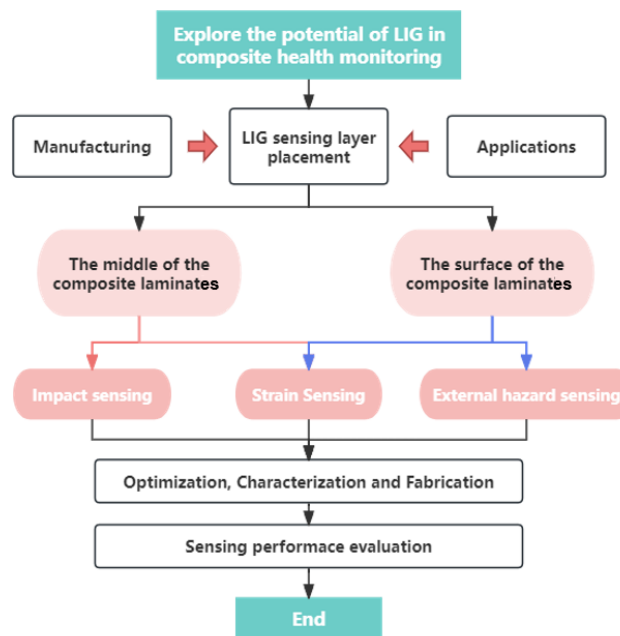 Explore the potential of LIG in
composite health monitoring
Manufacturing
LIG sensing layer
placement
Applications
The middle of the
composite laminates
The surface of the
composite laminates
Impact sensing
Strain Sensing
External hazard sensing
Optimization, Characterization and Fabrication
Sensing performace evaluation
End